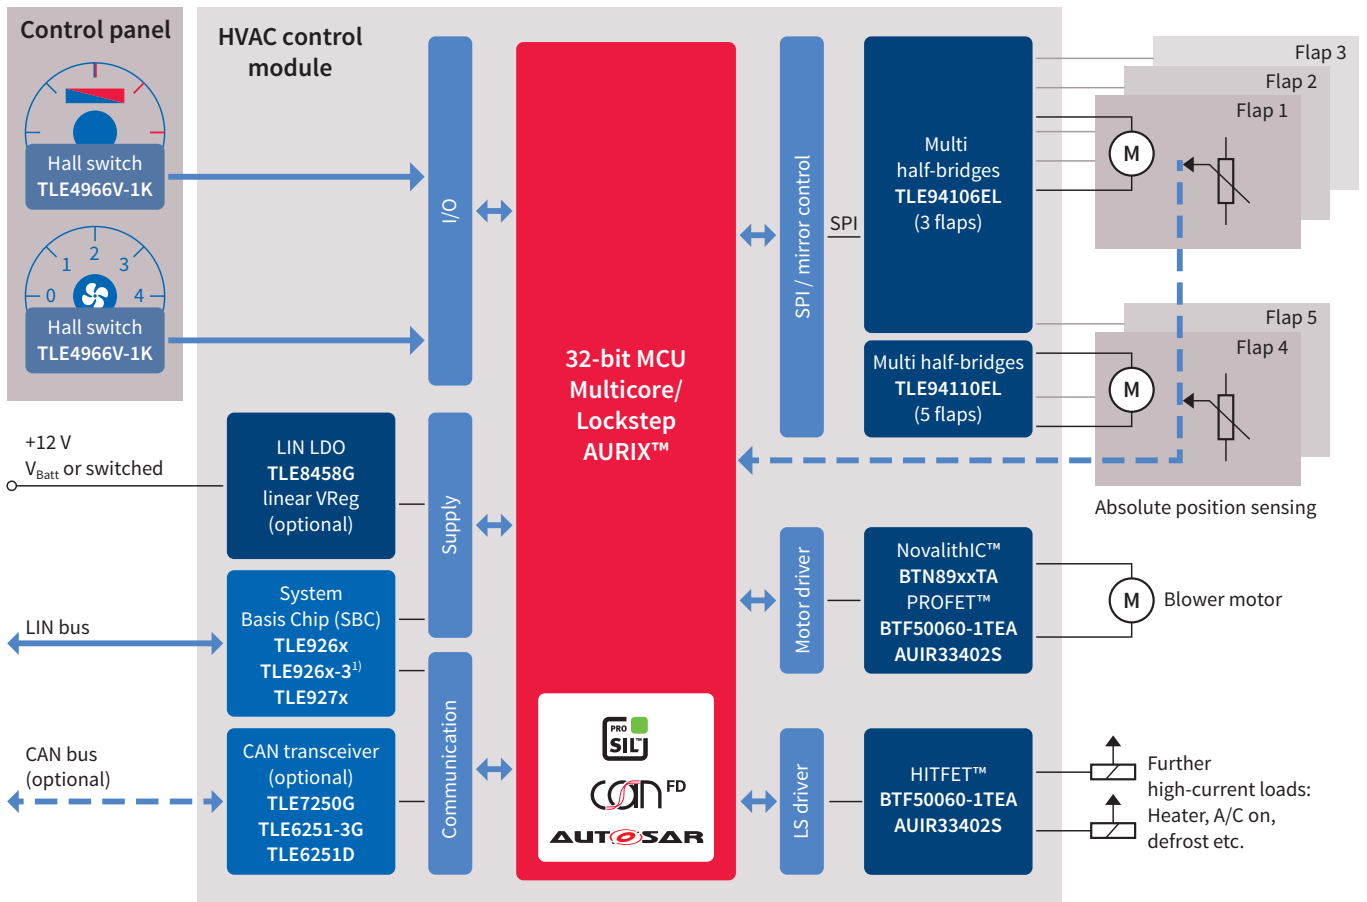 Control panel
Hall switch
TLE4966V-1K
0
1
2
3
4
Hall switch
TLE4966V-1K
HVAC control
module
I/O
+12 V
VBatt or switched
LIN LDO
TLE8458G
linear VReg
(optional)
Supply
LIN bus
System
Basis Chip (SBC)
TLE926x
TLE926x-3¹⁾
TLE927x
CAN bus
(optional)
CAN transceiver
(optional)
TLE7250G
TLE6251-3G
TLE6251D
Communication
32-bit MCU
Multicore/
Lockstep
AURIX™
PRO
SIL™
CAN FD
AUTOSAR
SPI / mirror control
SPI
Multi
half-bridges
TLE94106EL
(3 flaps)
Multi half-bridges
TLE94110EL
(5 flaps)
Flap 3
Flap 2
Flap 1
M
Flap 5
Flap 4
M
Absolute position sensing
Motor driver
NovalithIC™
BTN89xxTA
PROFET™
BTF50060-1TEA
AUIR33402S
M
Blower motor
LS driver
HITFET™
BTF50060-1TEA
AUIR33402S
Further
high-current loads:
Heater, A/C on,
defrost etc.